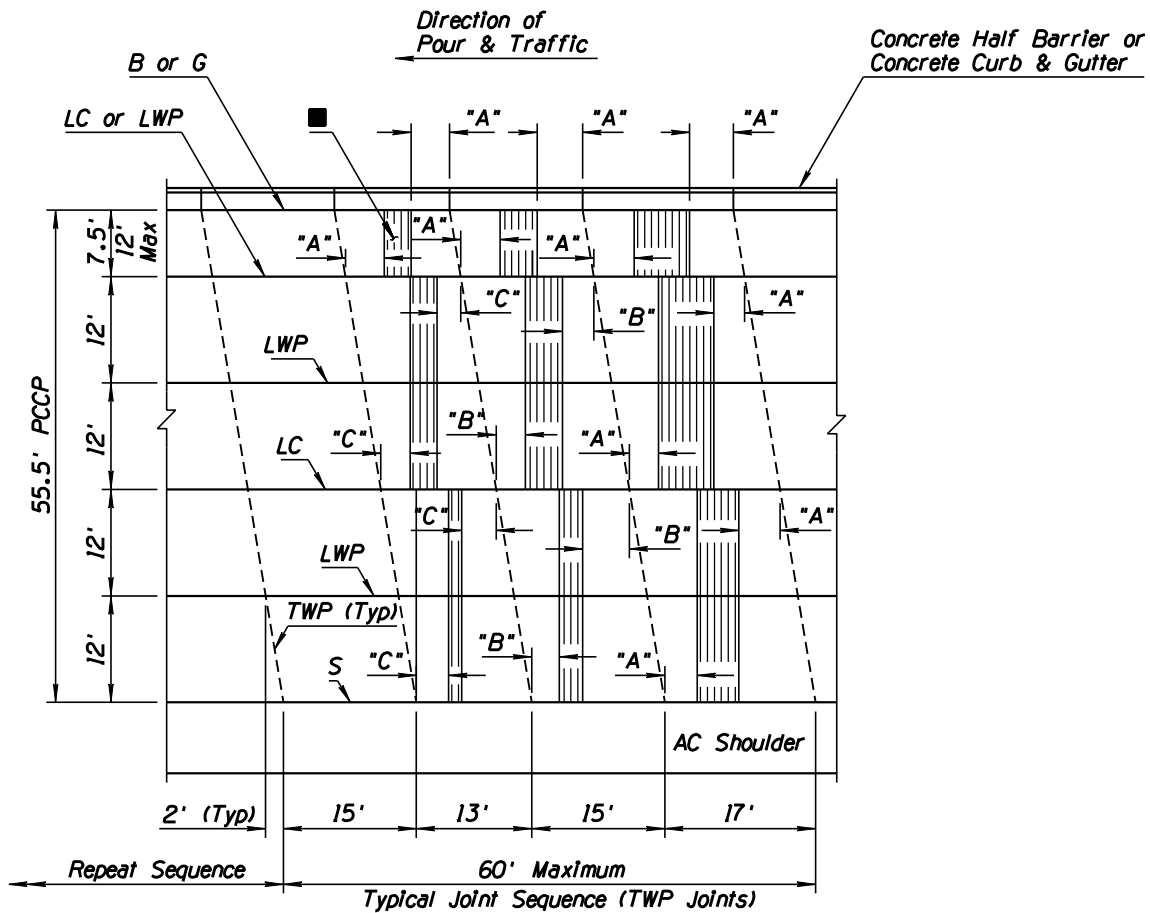 Direction of
Pour & Traffic
Concrete Half Barrier or
Concrete Curb & Gutter
B or G
LC or LWP
"A"
"A"
"A"
7.5'
12'
Max
"A"
"A"
"A"
"C"
"B"
"A"
12'
LWP
12'
"B"
"C"
"A"
LC
55.5' PCCP
"C"
"B"
"A"
12'
LWP
TWP (Typ)
12'
"B"
"C"
"A"
S
AC Shoulder
2' (Typ)
15'
13'
15'
17'
Repeat Sequence
60' Maximum
Typical Joint Sequence (TWP Joints)